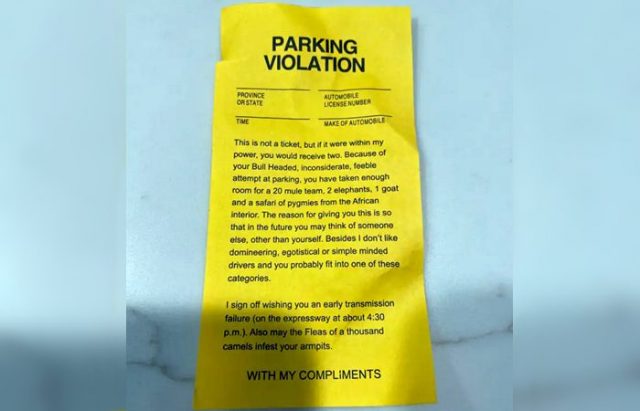 PARKING
VIOLATION
PROVINCE
OR STATE
AUTOMOBILE
LICENSE NUMBER
TIME
MAKE OF AUTOMOBILE
This is not a ticket, but if it were within my
power, you would receive two. Because of
your Bull Headed, inconsiderate, feeble
attempt at parking, you have taken enough
room for a 20 mule team, 2 elephants, 1 goat
and a safari of pygmies from the African
interior. The reason for giving you this is so
that in the future you may think of someone
else, other than yourself. Besides I don't like
domineering, egotistical or simple minded
drivers and you probably fit into one of these
categories.
I sign off wishing you an early transmission
failure (on the expressway at about 4:30
p.m.). Also may the Fleas of a thousand
camels infest your armpits.
WITH MY COMPLIMENTS